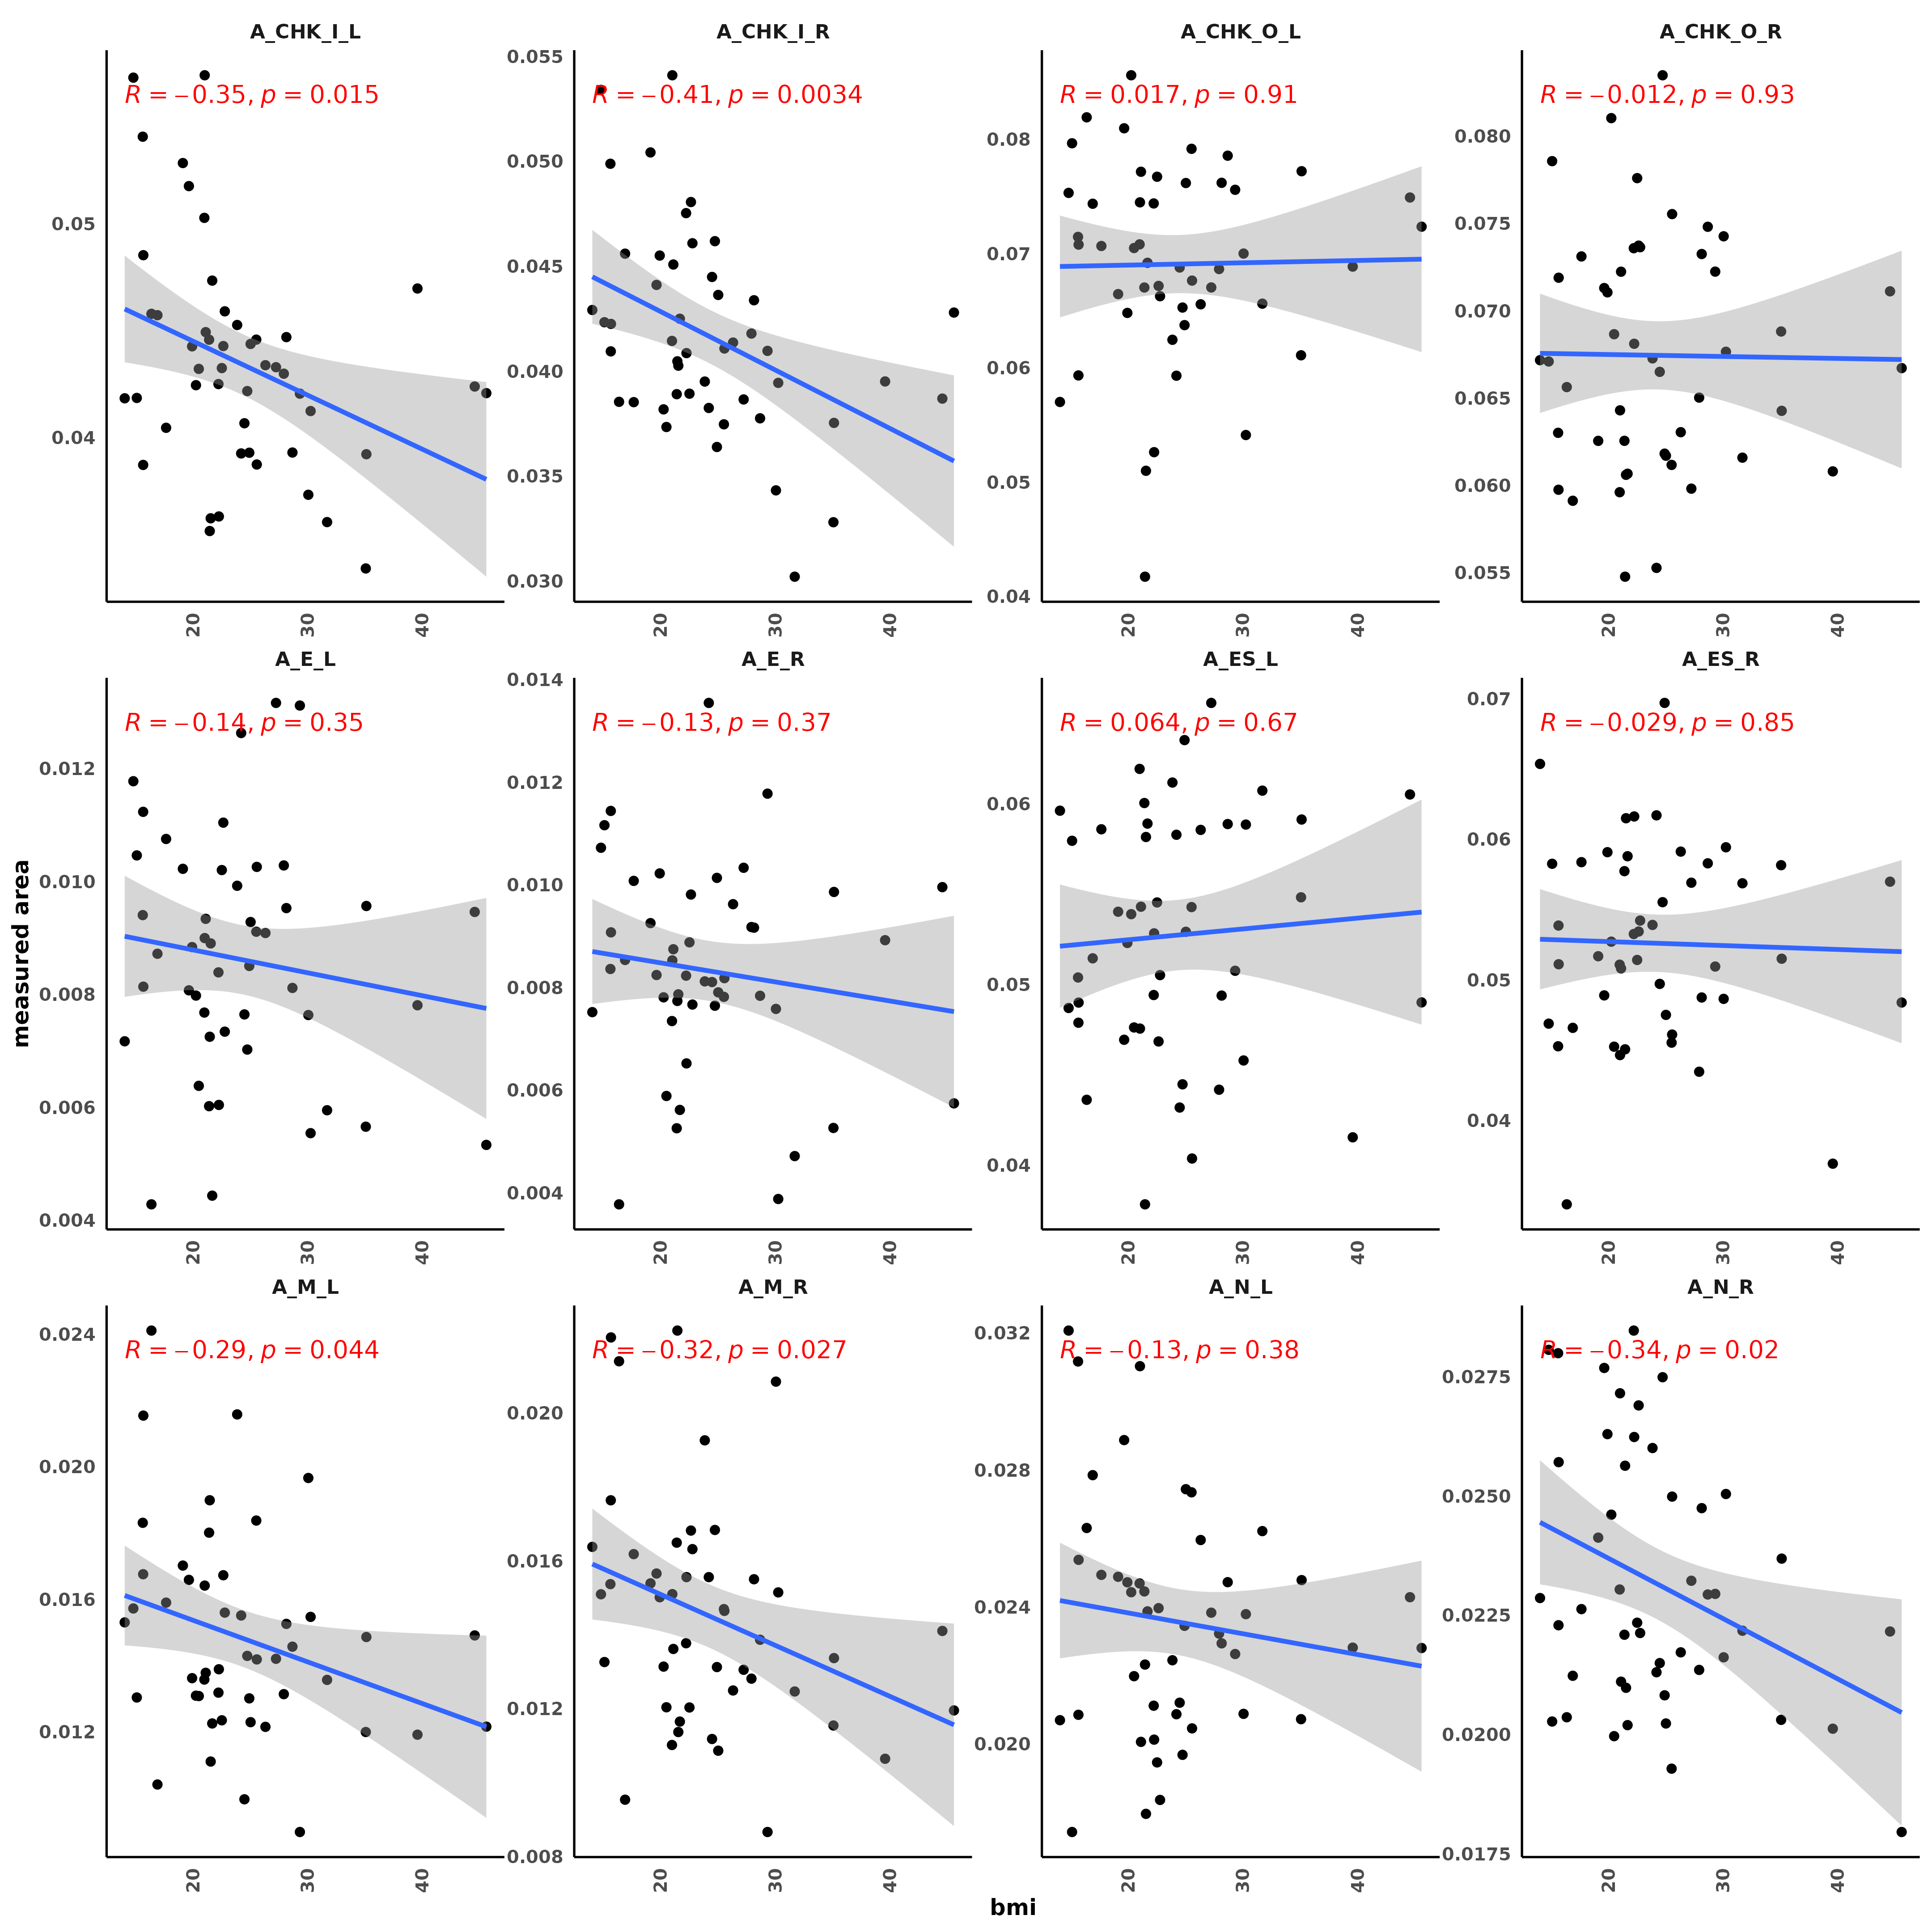 A_CHK_I_L A_CHK_I_R A_CHK_O_L A_CHK_O_R
R = −0.35, p = 0.015
0.05
0.04
20 30 40
R = −0.41, p = 0.0034
0.055
0.050
0.045
0.040
0.035
0.030
20 30 40
R = 0.017, p = 0.91
0.08
0.07
0.06
0.05
0.04
20 30 40
R = −0.012, p = 0.93
0.080
0.075
0.070
0.065
0.060
0.055
20 30 40
A_E_L A_E_R A_ES_L A_ES_R
R = −0.14, p = 0.35
0.012
0.010
0.008
0.006
0.004
20 30 40
R = −0.13, p = 0.37
0.014
0.012
0.010
0.008
0.006
0.004
20 30 40
R = 0.064, p = 0.67
0.06
0.05
0.04
20 30 40
R = −0.029, p = 0.85
0.07
0.06
0.05
0.04
20 30 40
measured area
A_M_L A_M_R A_N_L A_N_R
R = −0.29, p = 0.044
0.024
0.020
0.016
0.012
20 30 40
R = −0.32, p = 0.027
0.020
0.016
0.012
0.008
20 30 40
R = −0.13, p = 0.38
0.032
0.028
0.024
0.020
20 30 40
R = −0.34, p = 0.02
0.0275
0.0250
0.0225
0.0200
0.0175
20 30 40
bmi